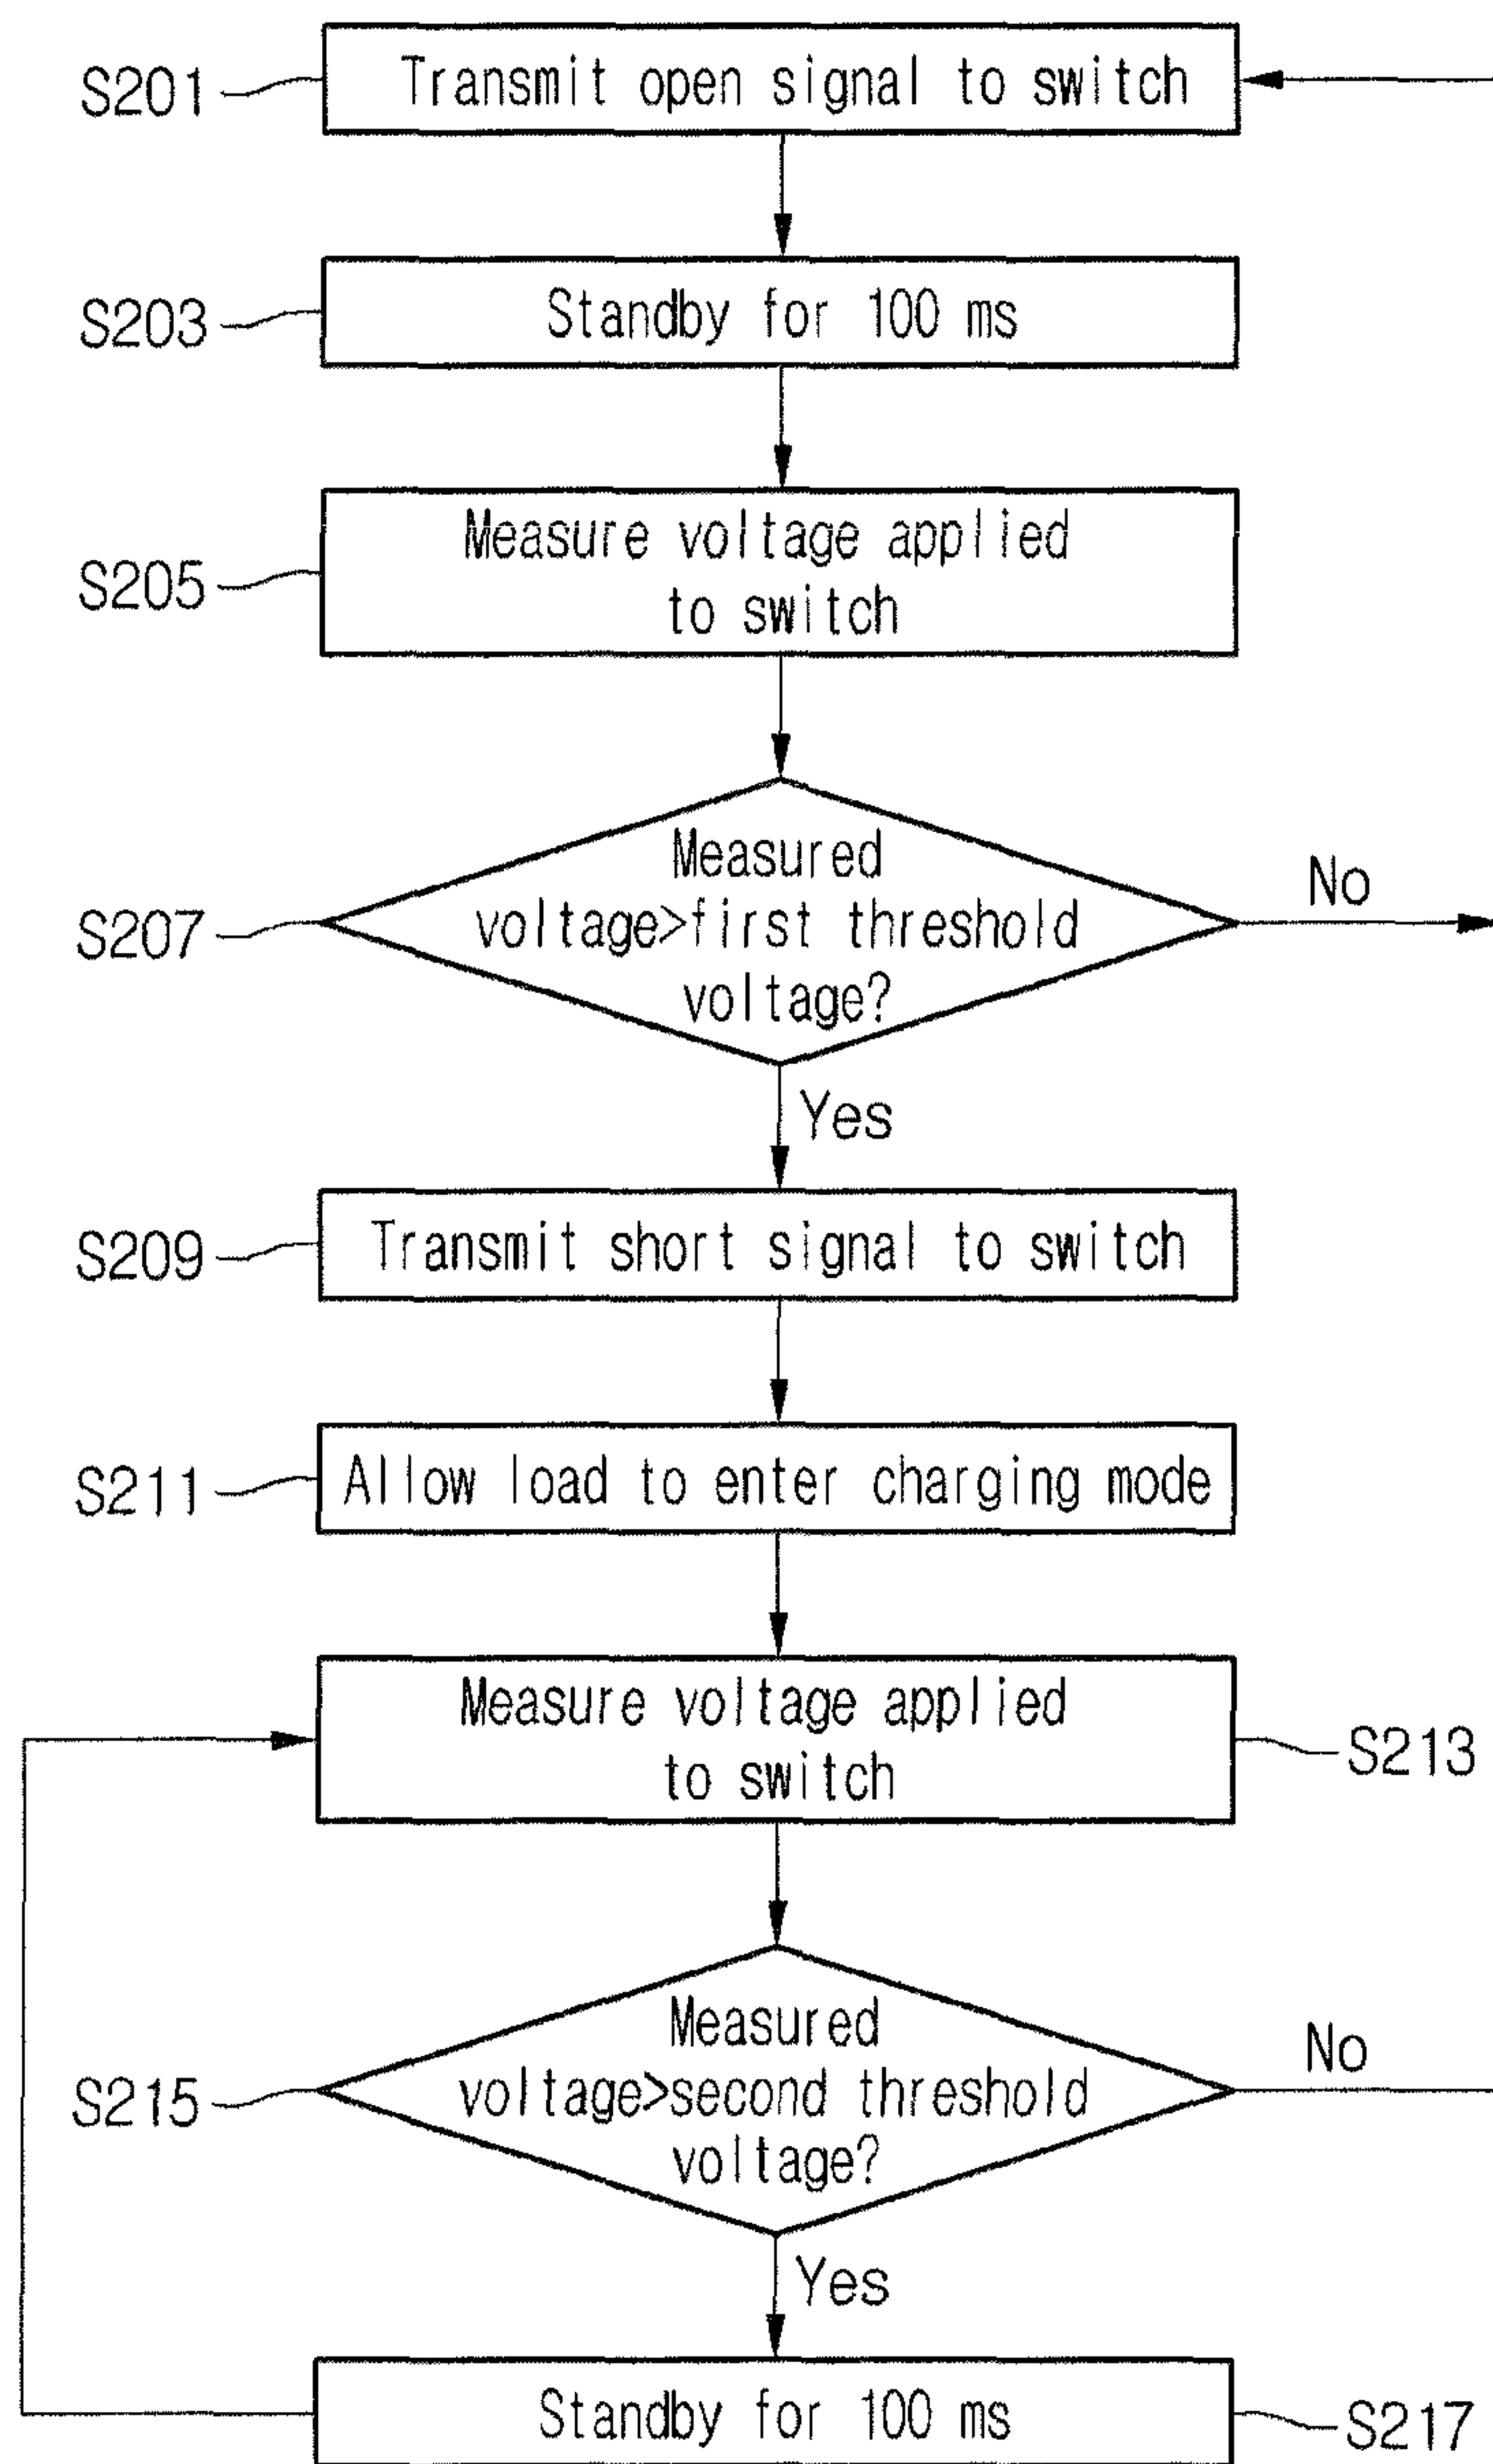 S201
Transmit open signal to switch
S203
Standby for 100 ms
S205
Measure voltage applied
to switch
S207
Measured
voltage>first threshold
voltage?
No
Yes
S209
Transmit short signal to switch
S211
Allow load to enter charging mode
Measure voltage applied
to switch
S213
S215
Measured
voltage>second threshold
voltage?
No
Yes
Standby for 100 ms
S217